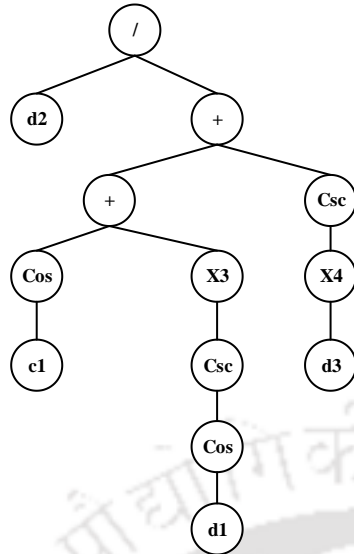 /
d2 +
+ Csc
Cos X3 X4
c1 Csc d3
Cos
d1